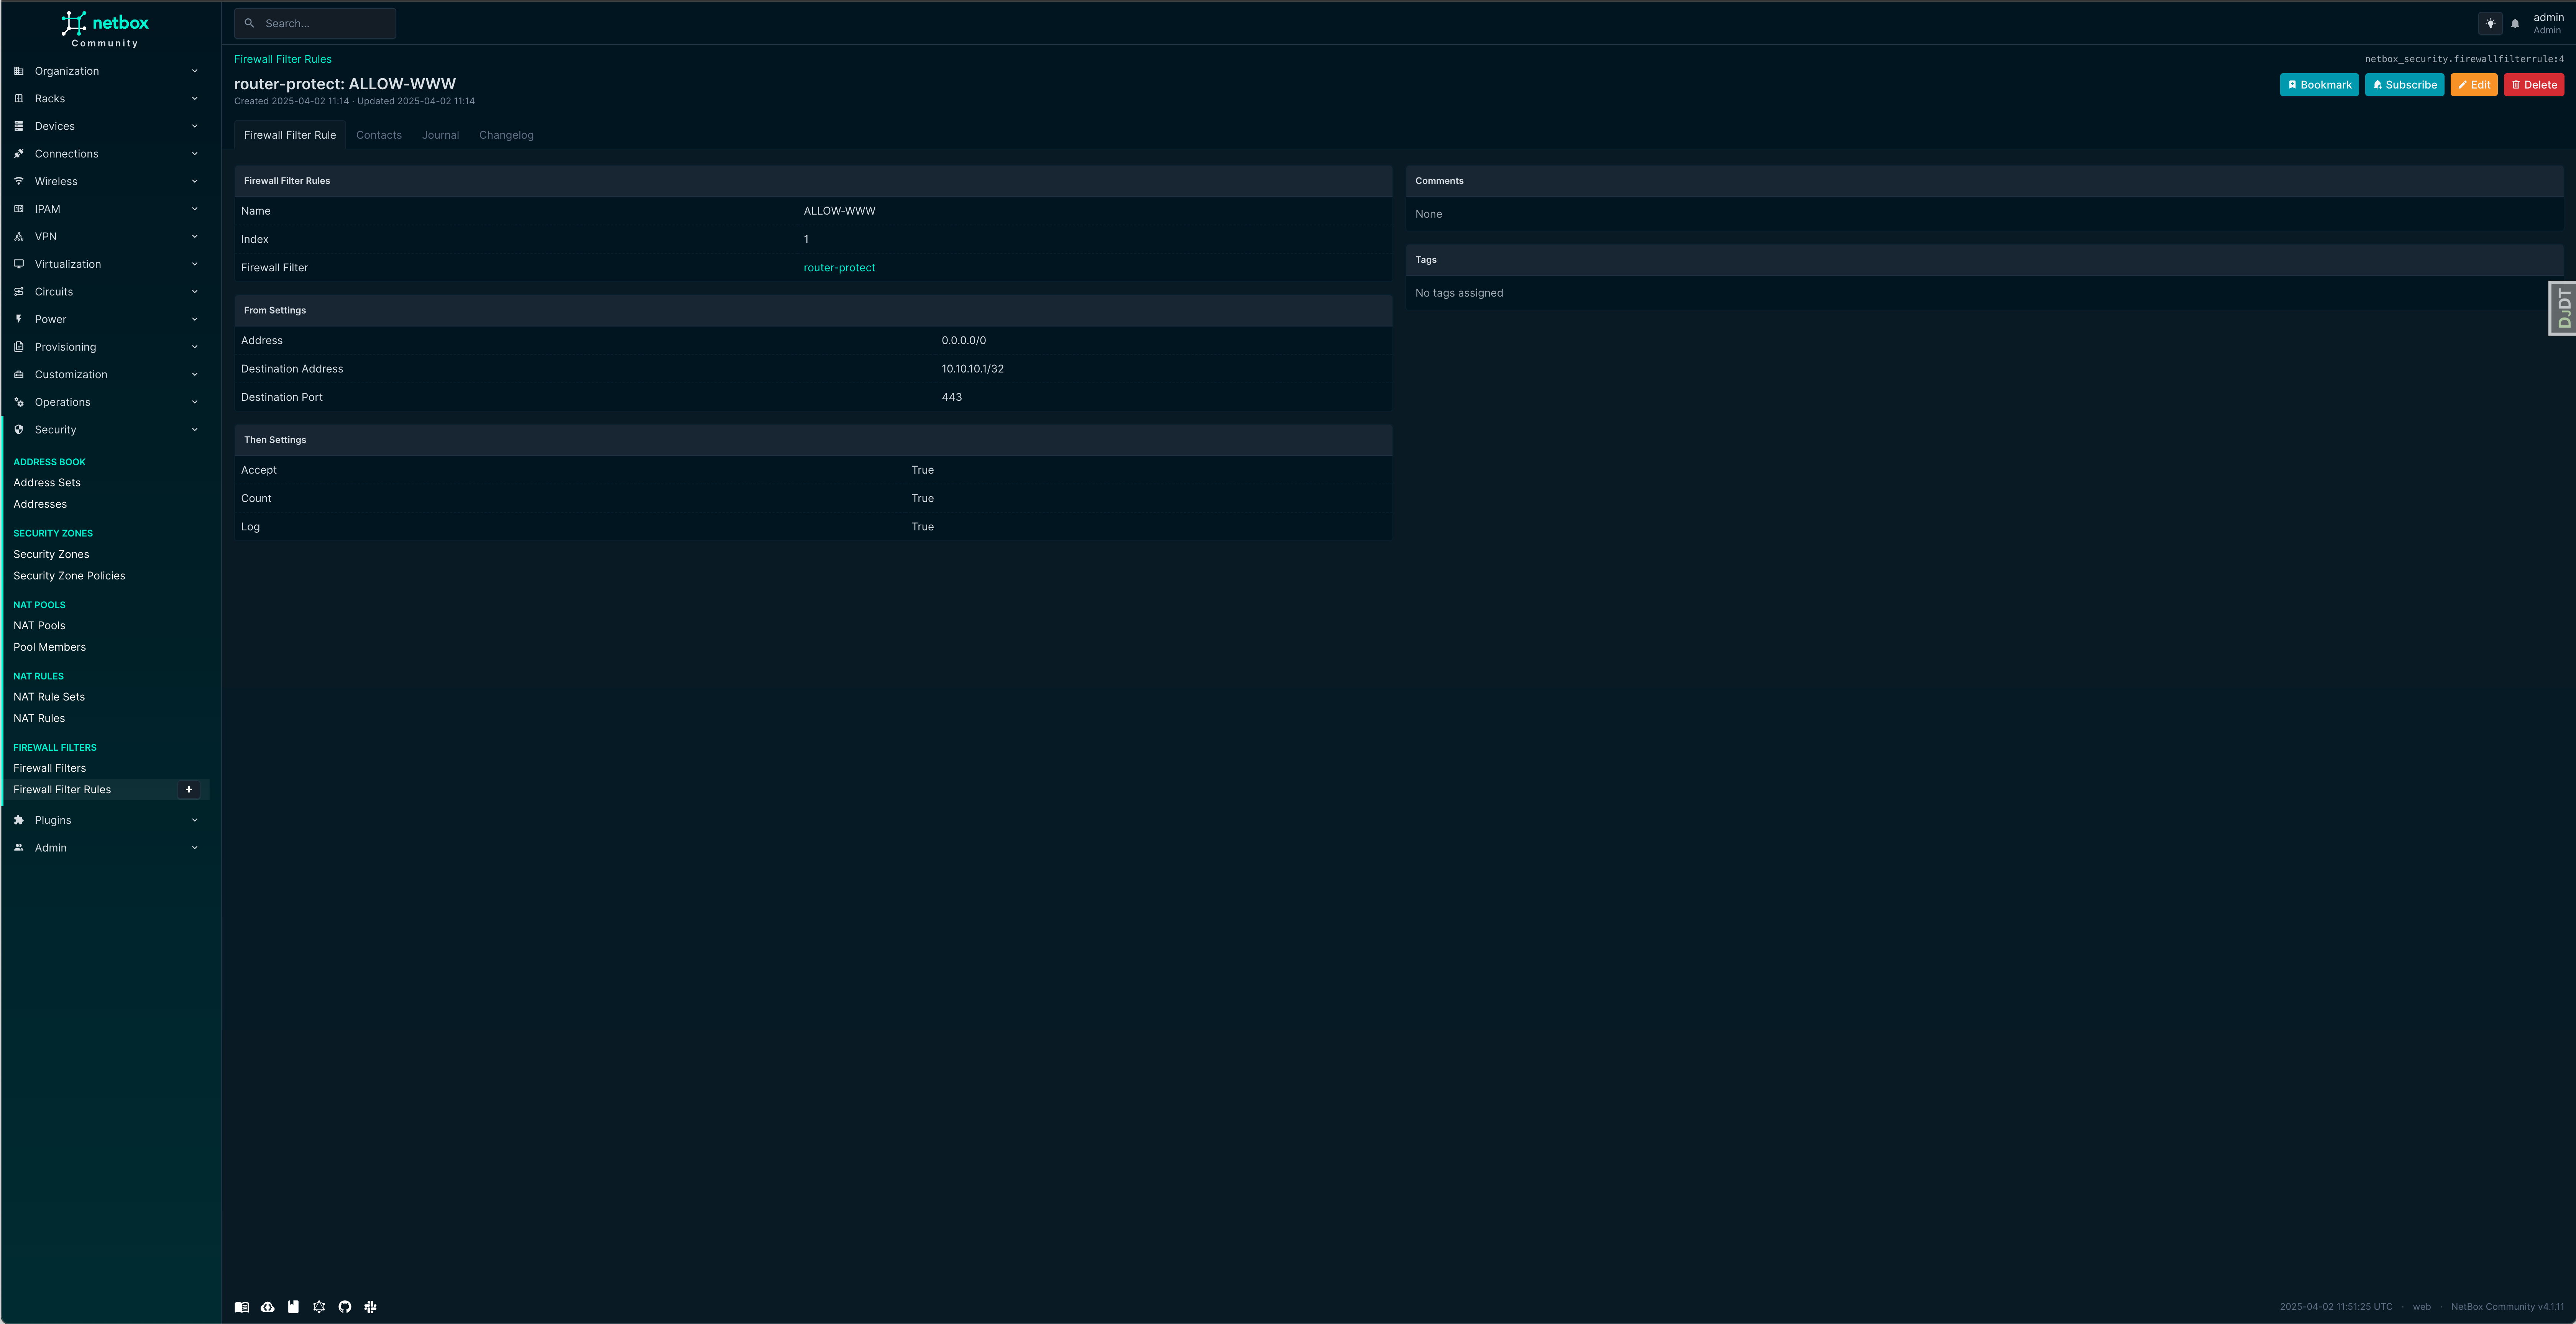 netbox
Community
Search...
admin
Admin
Organization
Racks
Devices
Connections
Wireless
IPAM
VPN
Virtualization
Circuits
Power
Provisioning
Customization
Operations
Security
ADDRESS BOOK
Address Sets
Addresses
SECURITY ZONES
Security Zones
Security Zone Policies
NAT POOLS
NAT Pools
Pool Members
NAT RULES
NAT Rule Sets
NAT Rules
FIREWALL FILTERS
Firewall Filters
Firewall Filter Rules +
Plugins
Admin
Firewall Filter Rules
netbox_security.firewallfilterrule:4
router-protect: ALLOW-WWW
Created 2025-04-02 11:14 · Updated 2025-04-02 11:14
Bookmark Subscribe Edit Delete
Firewall Filter Rule Contacts Journal Changelog
Firewall Filter Rules
Name ALLOW-WWW
Index 1
Firewall Filter router-protect
From Settings
Address 0.0.0.0/0
Destination Address 10.10.10.1/32
Destination Port 443
Then Settings
Accept True
Count True
Log True
Comments
None
Tags
No tags assigned
DJDT
2025-04-02 11:51:25 UTC · web · NetBox Community v4.1.11